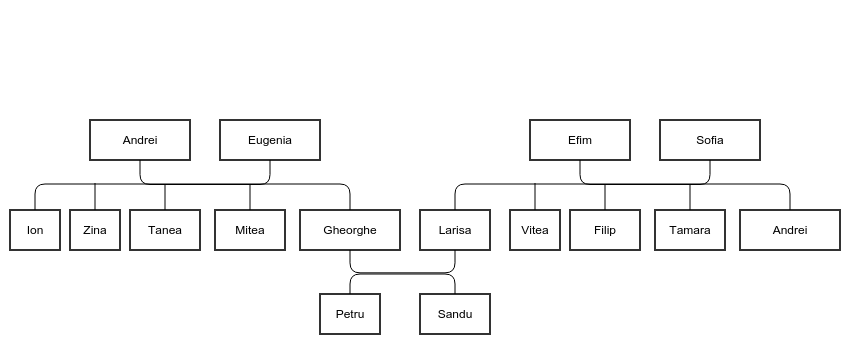 Andrei Eugenia Efim Sofia
Ion Zina Tanea Mitea Gheorghe Larisa Vitea Filip Tamara Andrei
Petru Sandu